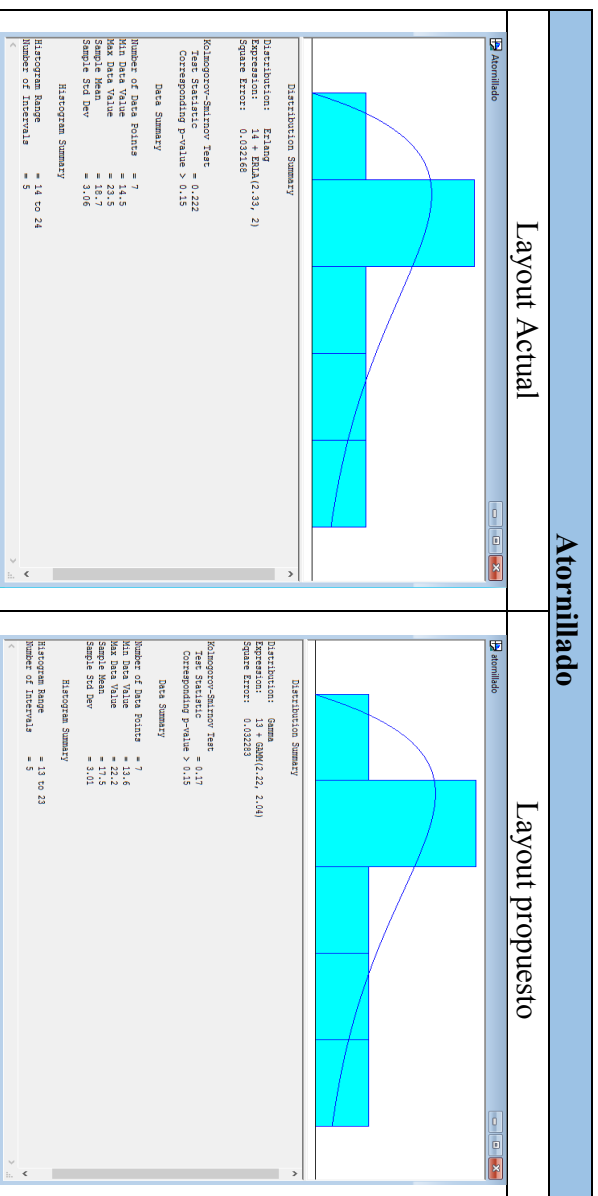 Atornillado
Layout Actual
Layout propuesto
Atornillado
Distribution Summary
Distribution: Erlang
Expression: 14 + ERLA(2.33, 2)
Square Error: 0.032168
Kolmogorov-Smirnov Test
Test Statistic = 0.222
Corresponding p-value > 0.15
Data Summary
Number of Data Points = 7
Min Data Value = 14.5
Max Data Value = 23.5
Sample Mean = 18.7
Sample Std Dev = 3.06
Histogram Summary
Histogram Range = 14 to 24
Number of Intervals = 5
atornillado
Distribution Summary
Distribution: Gamma
Expression: 13 + GAMM(2.22, 2.04)
Square Error: 0.032283
Kolmogorov-Smirnov Test
Test Statistic = 0.17
Corresponding p-value > 0.15
Data Summary
Number of Data Points = 7
Min Data Value = 13.6
Max Data Value = 22.2
Sample Mean = 17.5
Sample Std Dev = 3.01
Histogram Summary
Histogram Range = 13 to 23
Number of Intervals = 5